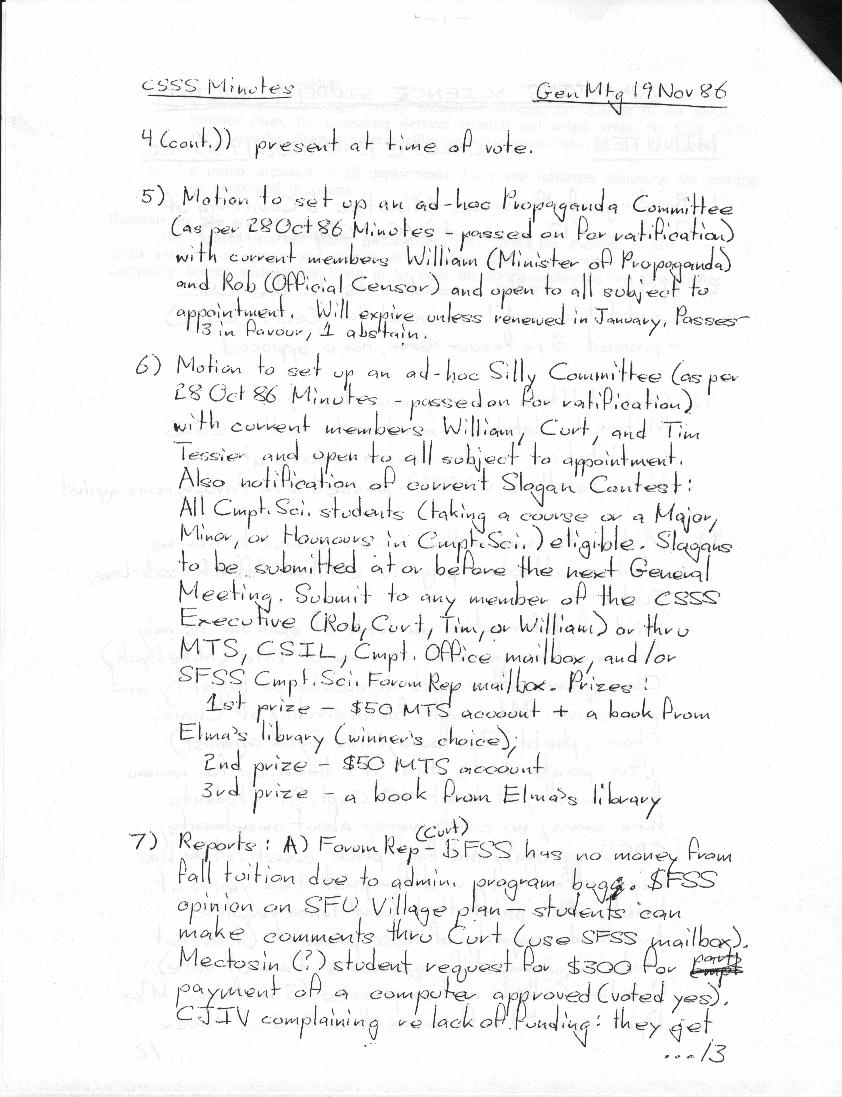 CSSS Minutes Gen Mtg 19 Nov 86
4 (cont.)) present at time of vote.
5) Motion to set up an ad-hoc Propaganda Committee
(as per 28 Oct 86 Minutes - passed on for ratification)
with current members William (Minister of Propaganda)
and Rob (Official Censor) and open to all subject to
appointment. Will expire unless renewed in January. Passes-
13 in favour, 1 abstain.
6) Motion to set up an ad-hoc Silly Committee (as per
28 Oct 86 Minutes - passed on for ratification)
with current members William, Curt, and Tim
Tessier and open to all subject to appointment.
Also notification of current Slogan Contest:
All Cmpt. Sci. students (taking a course or a Major,
Minor, or Hounours in Cmpt. Sci.) eligible. Slogans
to be submitted at or before the next General
Meeting. Submit to any member of the CSSS
Executive (Rob, Curt, Tim, or William) or thru
MTS, CSIL, Cmpt. Office mailbox, and/or
SFSS Cmpt. Sci. Forum Rep mailbox. Prizes:
1st prize - $50 MTS account + a book from
Elma's library (winner's choice);
2nd prize - $50 MTS account
3rd prize - a book from Elma's library
7) Reports: A) Forum Rep (Curt) - SFSS has no money from
fall tuition due to admin. program bugg. SFSS
opinion on SFU Village plan - students can
make comments thru Curt (use SFSS mailbox).
Mectosin (?) student request for $300 for part
payment of a computer approved (voted yes).
CJIV complaining re lack of funding: they get
.../3